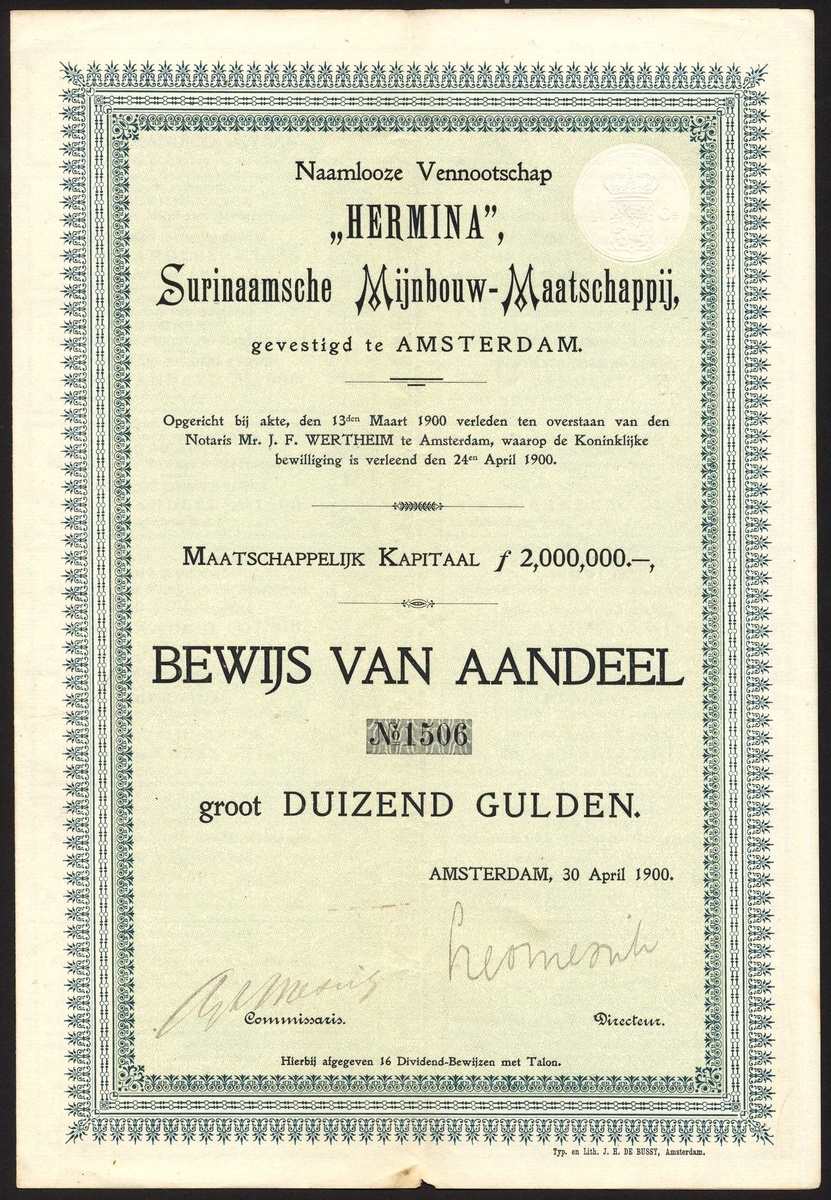 Naamlooze Vennootschap
„HERMINA”,
Surinaamsche Mijnbouw-Maatschappij,
gevestigd te AMSTERDAM.
Opgericht bij akte, den 13den Maart 1900 verleden ten overstaan van den
Notaris Mr. J. F. WERTHEIM te Amsterdam, waarop de Koninklijke
bewilliging is verleend den 24en April 1900.
MAATSCHAPPELIJK KAPITAAL ƒ 2,000,000.—,
BEWIJS VAN AANDEEL
No 1506
groot DUIZEND GULDEN.
AMSTERDAM, 30 April 1900.
Commissaris. Directeur.
Hierbij afgegeven 16 Dividend-Bewijzen met Talon.
Typ. en Lith. J. H. DE BUSSY, Amsterdam.